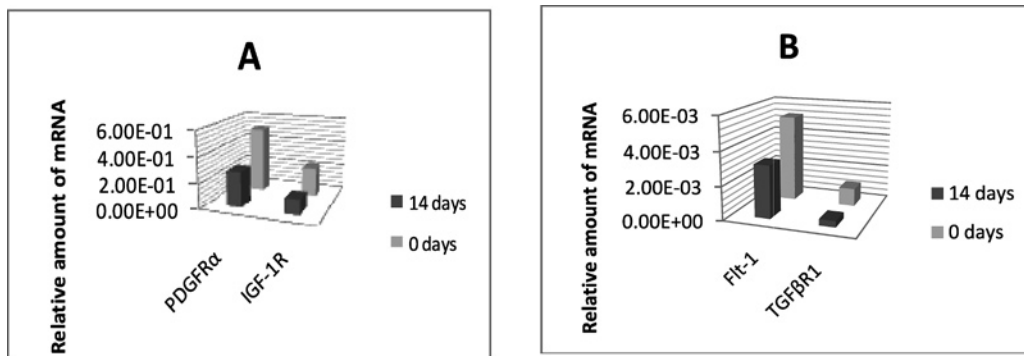 A
Relative amount of mRNA
6.00E-01
4.00E-01
2.00E-01
0.00E+00
PDGFRα
IGF-1R
14 days
0 days
B
Relative amount of mRNA
6.00E-03
4.00E-03
2.00E-03
0.00E+00
Flt-1
TGFβR1
14 days
0 days